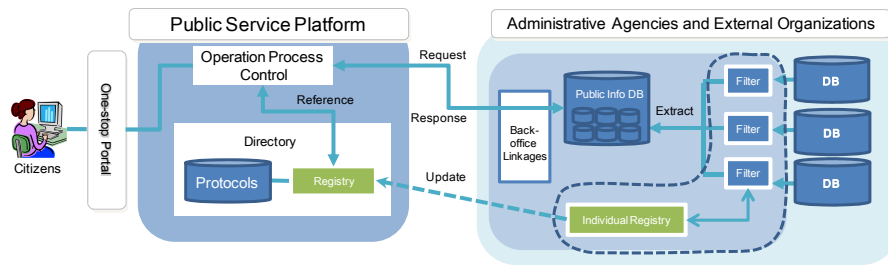 Public Service Platform
Administrative Agencies and External Organizations
One-stop Portal
Citizens
Operation Process
Control
Reference
Directory
Protocols
Registry
Request
Response
Update
Back-
office
Linkages
Public Info DB
Extract
Filter
Filter
Filter
DB
DB
DB
Individual Registry